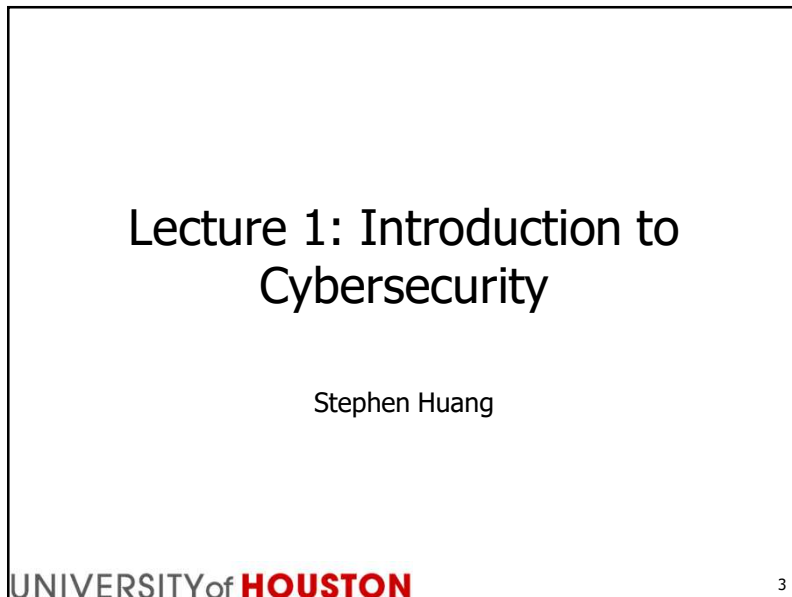 Lecture 1: Introduction to
Cybersecurity
Stephen Huang
UNIVERSITY of HOUSTON
3